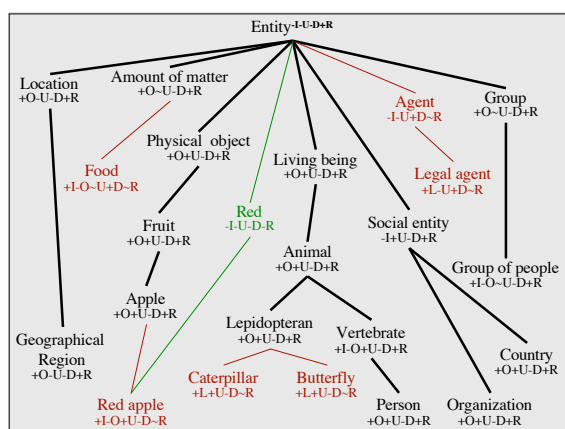 Entity-I-U-D+R
Location
+O-U-D+R
Amount of matter
+O~U-D+R
Agent
-I-U+D~R
Group
+O~U-D+R
Physical object
+O+U-D+R
Living being
+O+U-D+R
Food
+I-O~U+D~R
Legal agent
+L-U+D~R
Red
-I-U-D-R
Fruit
+O+U-D+R
Social entity
-I+U-D+R
Animal
+O+U-D+R
Group of people
+I-O~U-D+R
Apple
+O+U-D+R
Lepidopteran
+O+U-D+R
Vertebrate
+I-O+U-D+R
Geographical
Region
+O-U-D+R
Country
+O+U-D+R
Caterpillar
+L+U-D~R
Butterfly
+L+U-D~R
Red apple
+I-O+U-D~R
Person
+O+U-D+R
Organization
+O+U-D+R